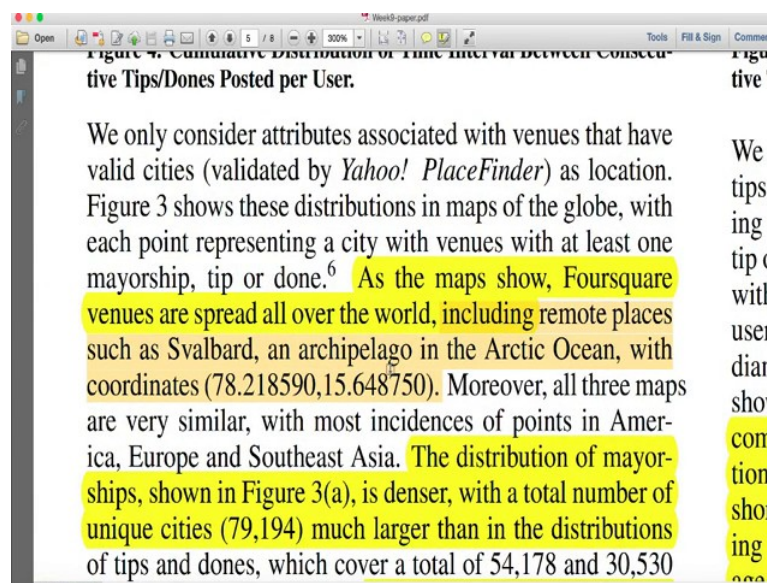 Week9-paper.pdf
Open 5 / 8 300% Tools Fill & Sign Comme
Figure 4. Cumulative Distribution of Time Interval Between Consecu-
tive Tips/Dones Posted per User.
We only consider attributes associated with venues that have
valid cities (validated by Yahoo! PlaceFinder) as location.
Figure 3 shows these distributions in maps of the globe, with
each point representing a city with venues with at least one
mayorship, tip or done.6 As the maps show, Foursquare
venues are spread all over the world, including remote places
such as Svalbard, an archipelago in the Arctic Ocean, with
coordinates (78.218590,15.648750). Moreover, all three maps
are very similar, with most incidences of points in Amer-
ica, Europe and Southeast Asia. The distribution of mayor-
ships, shown in Figure 3(a), is denser, with a total number of
unique cities (79,194) much larger than in the distributions
of tips and dones, which cover a total of 54,178 and 30,530
Figu
tive
We
tips
ing
tip
with
user
dian
show
com
tion
shor
ing